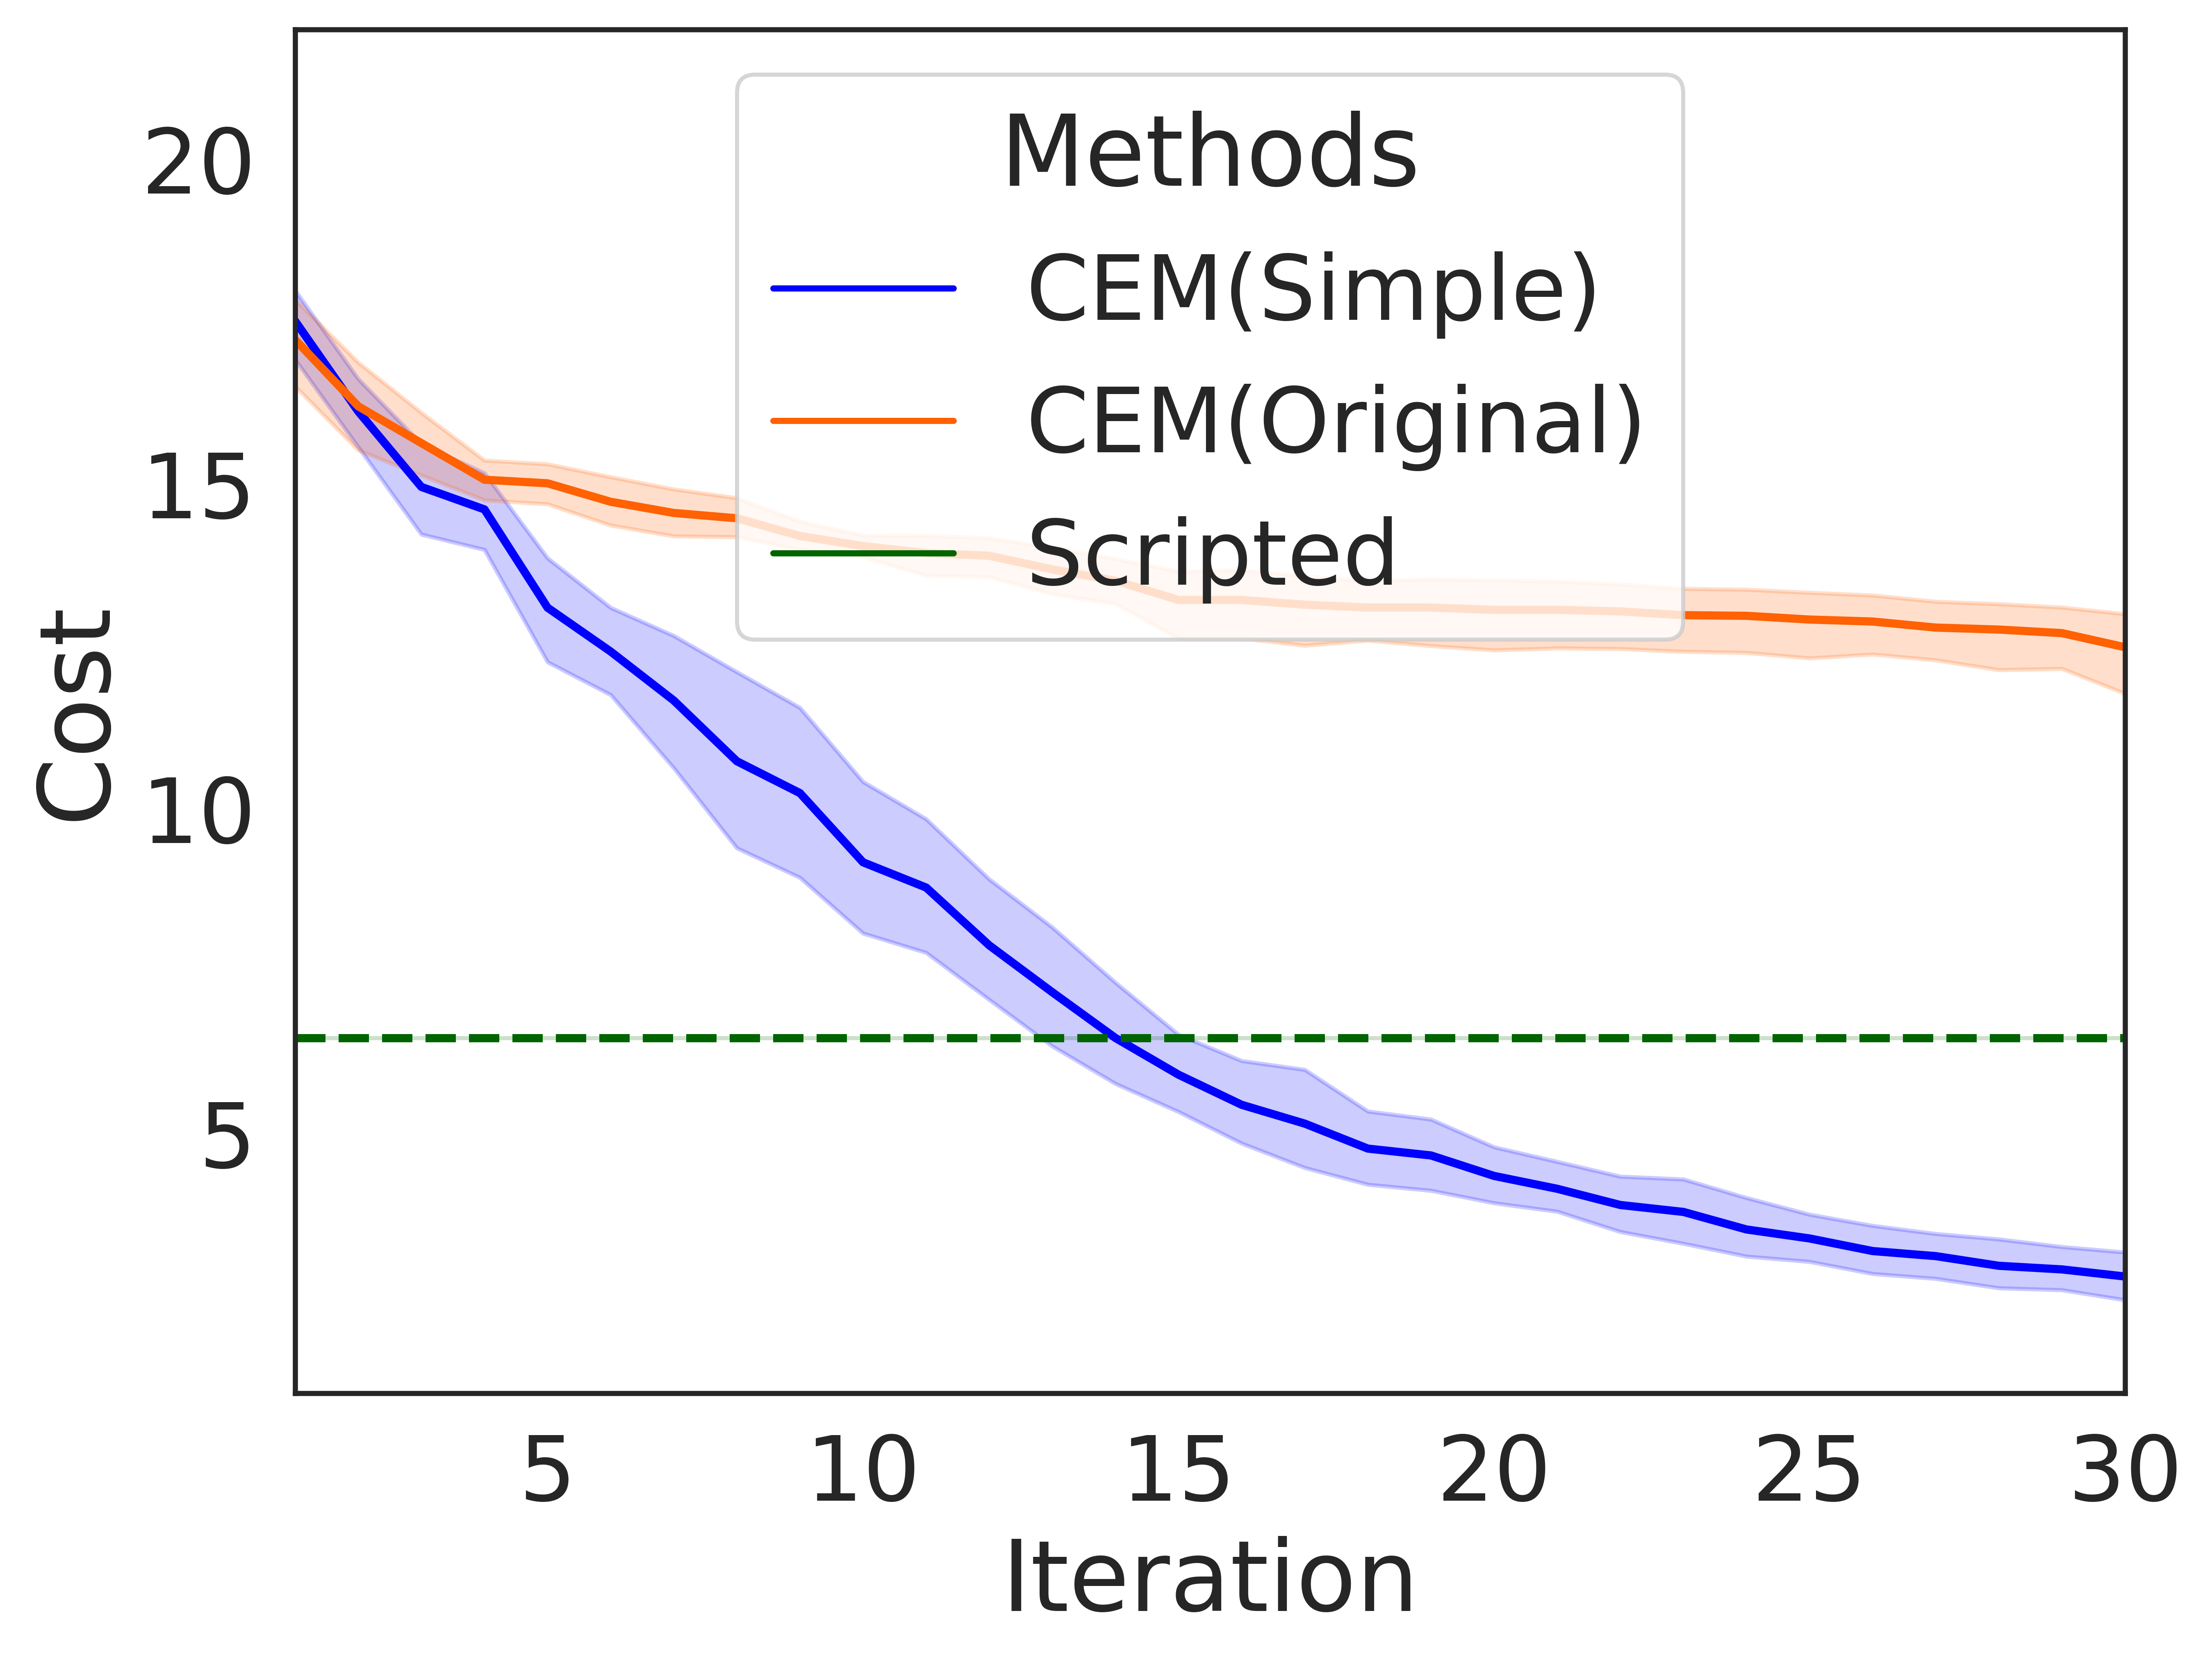 Methods
CEM(Simple)
CEM(Original)
Scripted
Cost
20
15
10
5
5 10 15 20 25 30
Iteration